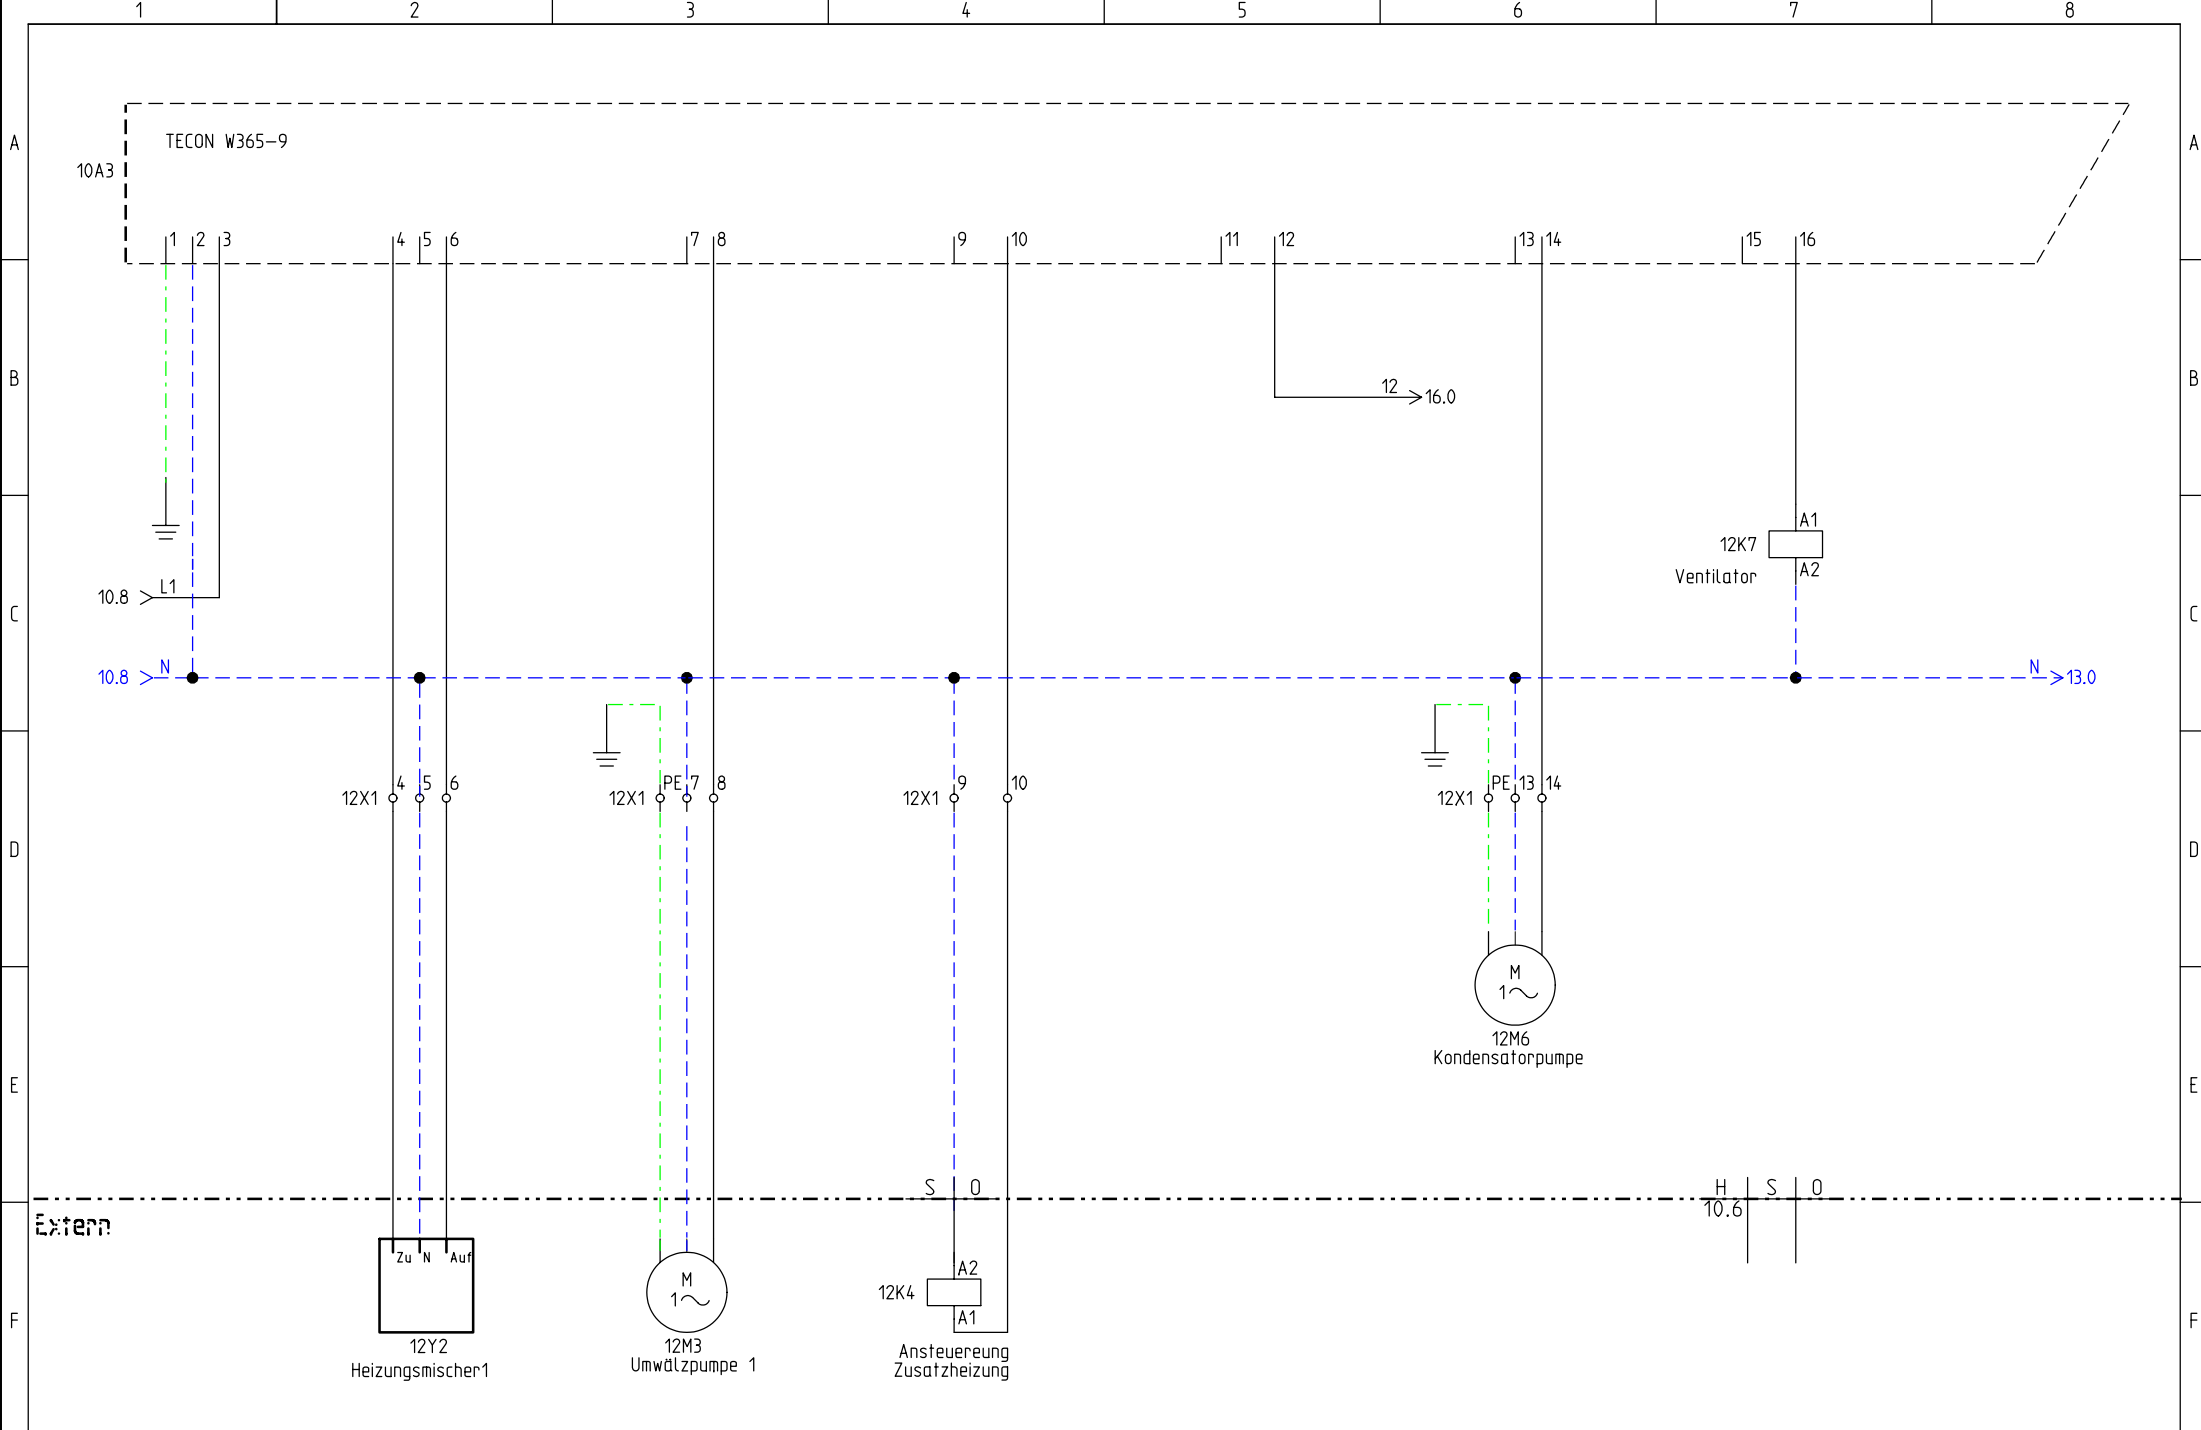 1 2 3 4 5 6 7 8
A TECON W365-9 A
10A3
1 2 3 4 5 6 7 8 9 10 11 12 13 14 15 16
B B
12 16.0
A1
12K7
A2
Ventilator
L1
10.8
C C
10.8 N N 13.0
12X1 4 5 6 12X1 PE 7 8 12X1 9 10 12X1 PE 13 14
D D
M
1
12M6
Kondensatorpumpe
E E
S O H S O
10.6
Extern
Zu N Auf
M
1
A2
12K4
A1
F F
12Y2
Heizungsmischer1
12M3
Umwälzpumpe 1
Ansteuereung
Zusatzheizung